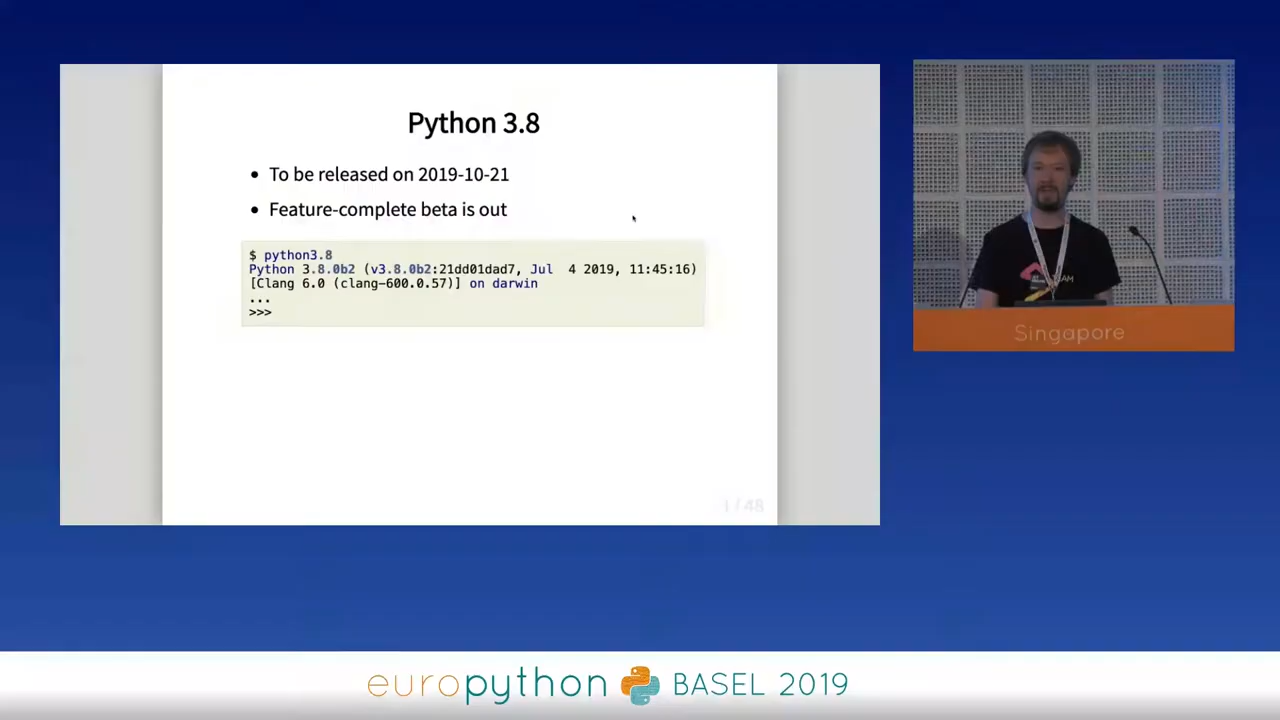 Python 3.8
• To be released on 2019-10-21
• Feature-complete beta is out
$ python3.8
Python 3.8.0b2 (v3.8.0b2:21dd01dad7, Jul  4 2019, 11:45:16)
[Clang 6.0 (clang-600.0.57)] on darwin
...
>>>
1 / 48
Singapore
europython BASEL 2019